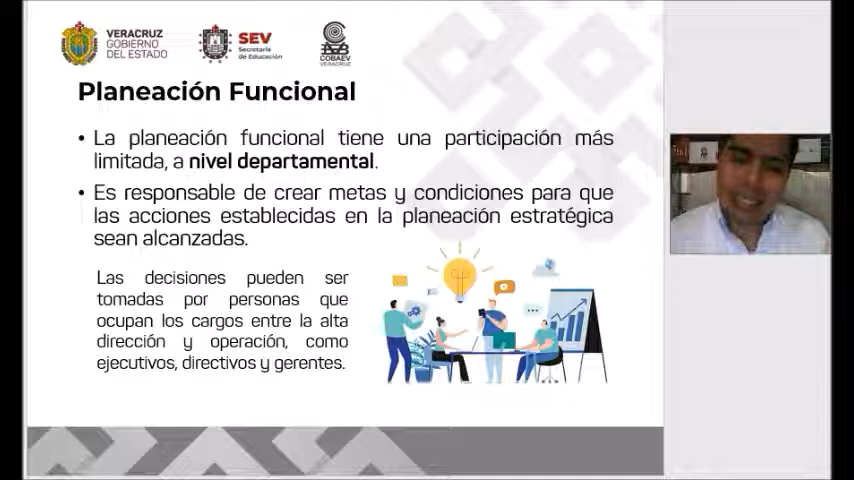 VERACRUZ
GOBIERNO
DEL ESTADO
SEV
Secretaría
de Educación
COBAEV
VERACRUZ
Planeación Funcional
• La planeación funcional tiene una participación más
limitada, a nivel departamental.
• Es responsable de crear metas y condiciones para que
las acciones establecidas en la planeación estratégica
sean alcanzadas.
Las decisiones pueden ser
tomadas por personas que
ocupan los cargos entre la alta
dirección y operación, como
ejecutivos, directivos y gerentes.